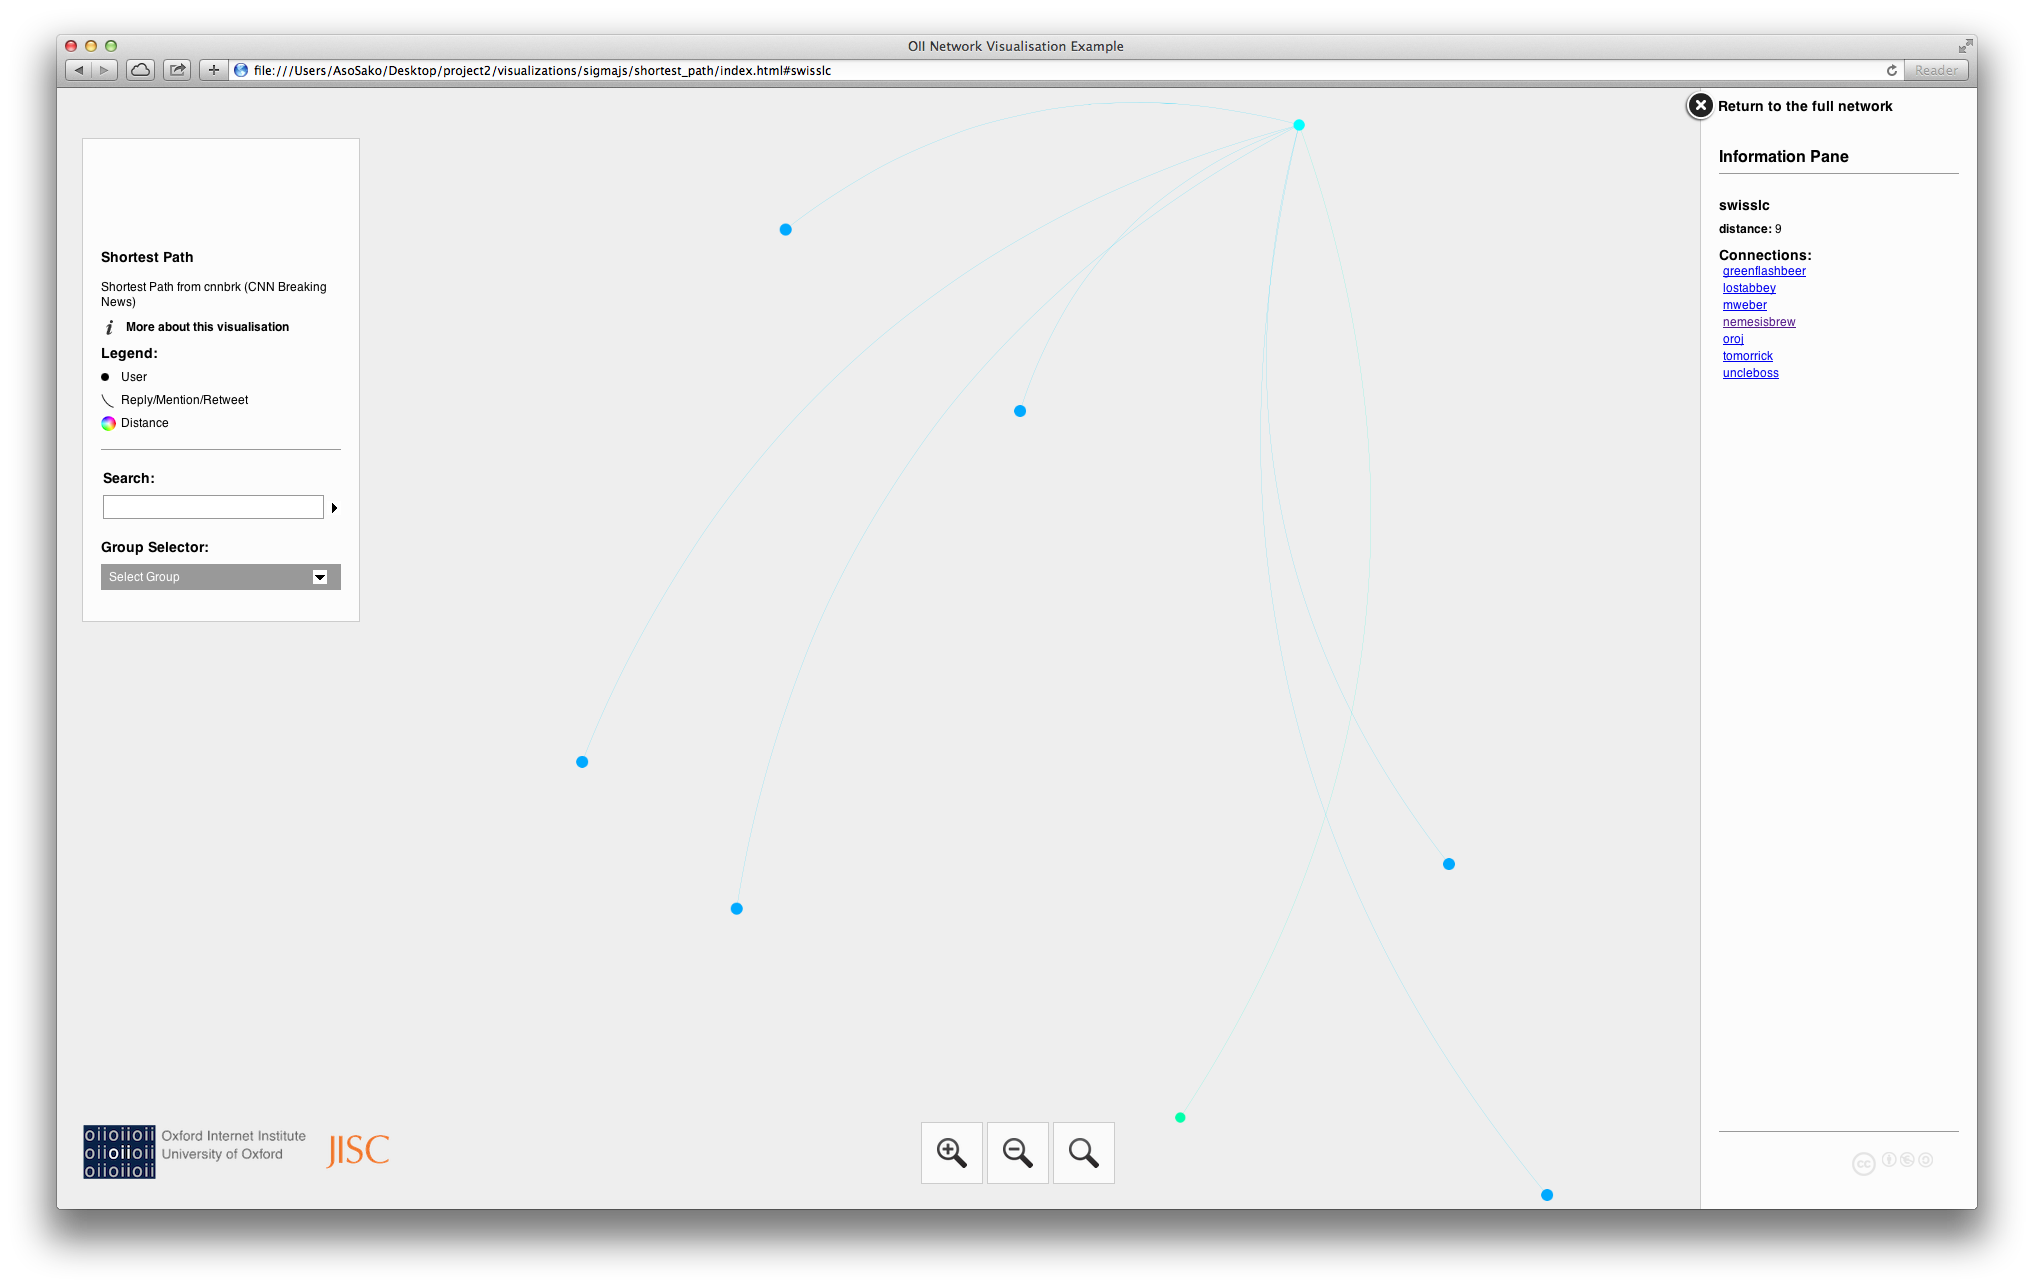 OII Network Visualisation Example
file:///Users/AsoSako/Desktop/project2/visualizations/sigmajs/shortest_path/index.html#swisslc
Reader
Shortest Path
Shortest Path from cnnbrk (CNN Breaking
News)
i More about this visualisation
Legend:
User
Reply/Mention/Retweet
Distance
Search:
Group Selector:
Select Group
oiioiioii
oiioiioii
oiioiioii
Oxford Internet Institute
University of Oxford
JISC
Return to the full network
Information Pane
swisslc
distance: 9
Connections:
greenflashbeer
lostabbey
mweber
nemesisbrew
oroj
tomorrick
uncleboss
cc